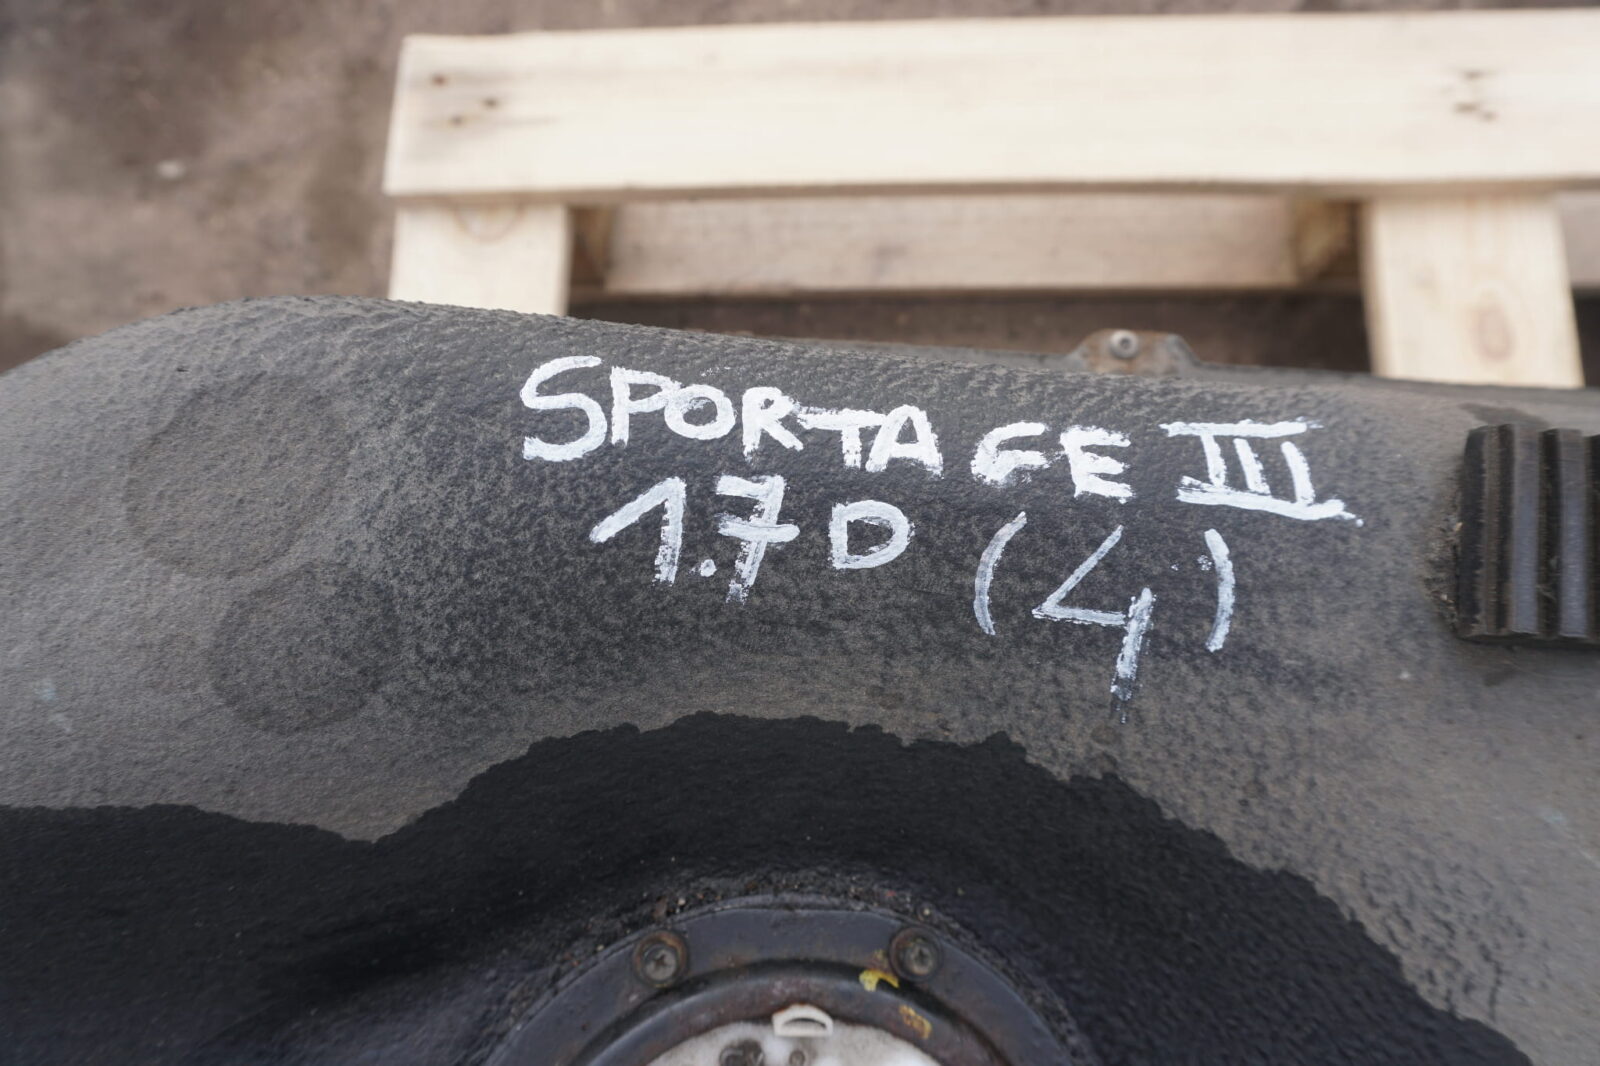 SPORTAGE III
1.7D (4)